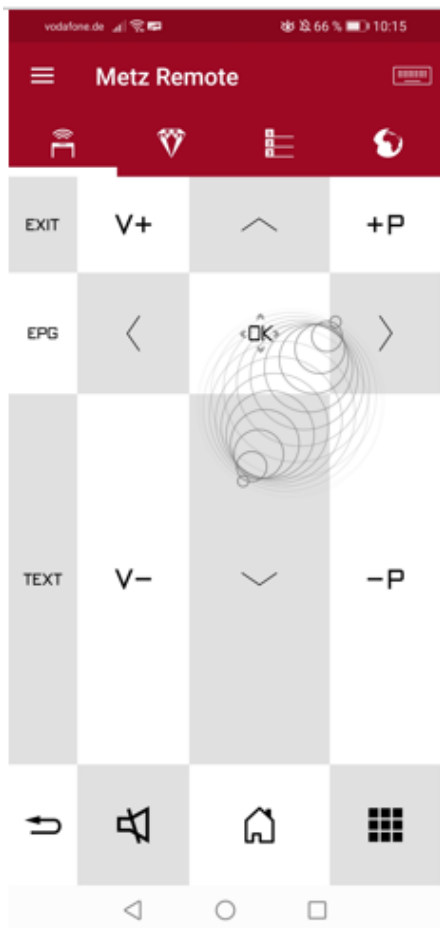 vodafone.de 66 % 10:15
Metz Remote
EXIT V+ +P
EPG OK
TEXT V- -P